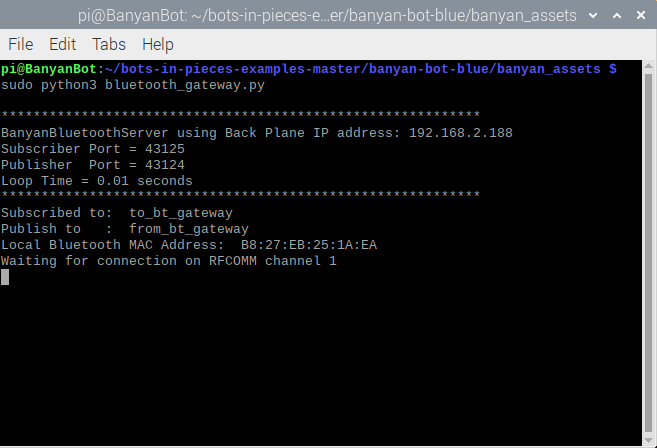 pi@BanyanBot: ~/bots-in-pieces-e...er/banyan-bot-blue/banyan_assets
File Edit Tabs Help
pi@BanyanBot:~/bots-in-pieces-examples-master/banyan-bot-blue/banyan_assets $
sudo python3 bluetooth_gateway.py
************************************************************
BanyanBluetoothServer using Back Plane IP address: 192.168.2.188
Subscriber Port = 43125
Publisher  Port = 43124
Loop Time = 0.01 seconds
************************************************************
Subscribed to:  to_bt_gateway
Publish to   :  from_bt_gateway
Local Bluetooth MAC Address:  B8:27:EB:25:1A:EA
Waiting for connection on RFCOMM channel 1